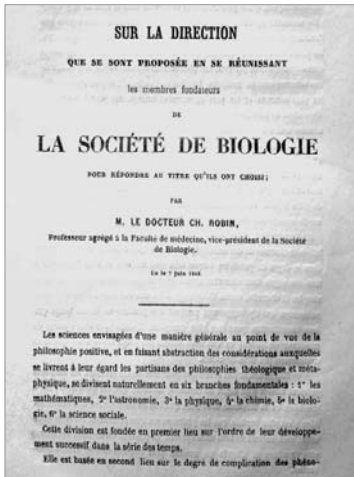 SUR LA DIRECTION
QUE SE SONT PROPOSÉE EN SE RÉUNISSANT
les membres fondateurs
DE
LA SOCIÉTÉ DE BIOLOGIE
POUR RÉPONDRE AU TITRE QU'ILS ONT CHOISI;
PAR
M. LE DOCTEUR CH. ROBIN,
Professeur agrégé à la Faculté de médecine, vice-président de la Société
de Biologie.
Lu le 7 juin
Les sciences envisagées d'une manière générale au point de vue de la
philosophie positive, et en faisant abstraction des considérations auxquelles
se livrent à leur égard les partisans des philosophies théologique et méta-
physique, se divisent naturellement en six branches fondamentales : 1° les
mathématiques, 2° l'astronomie, 3° la physique, 4° la chimie, 5° la biolo-
gie, 6° la science sociale.
Cette division est fondée en premier lieu sur l'ordre de leur développe-
ment successif dans la série des temps.
Elle est basée en second lieu sur le degré de complication des phéno-